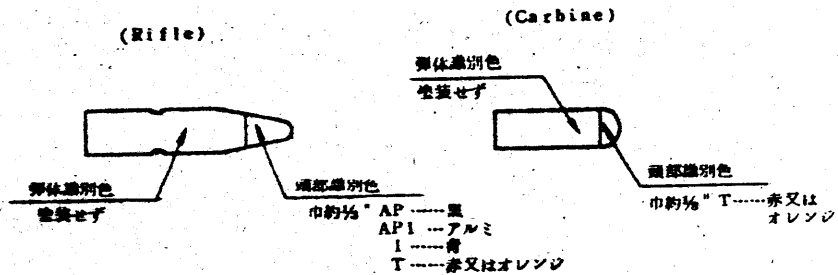 (Rifle)
弾体識別色
塗装せず
頭部識別色
巾約⅛" AP ……黒
API …アルミ
I ……青
T ……赤又はオレンジ
(Carbine)
弾体識別色
塗装せず
頭部識別色
巾約⅜" T ……赤又は
オレンジ